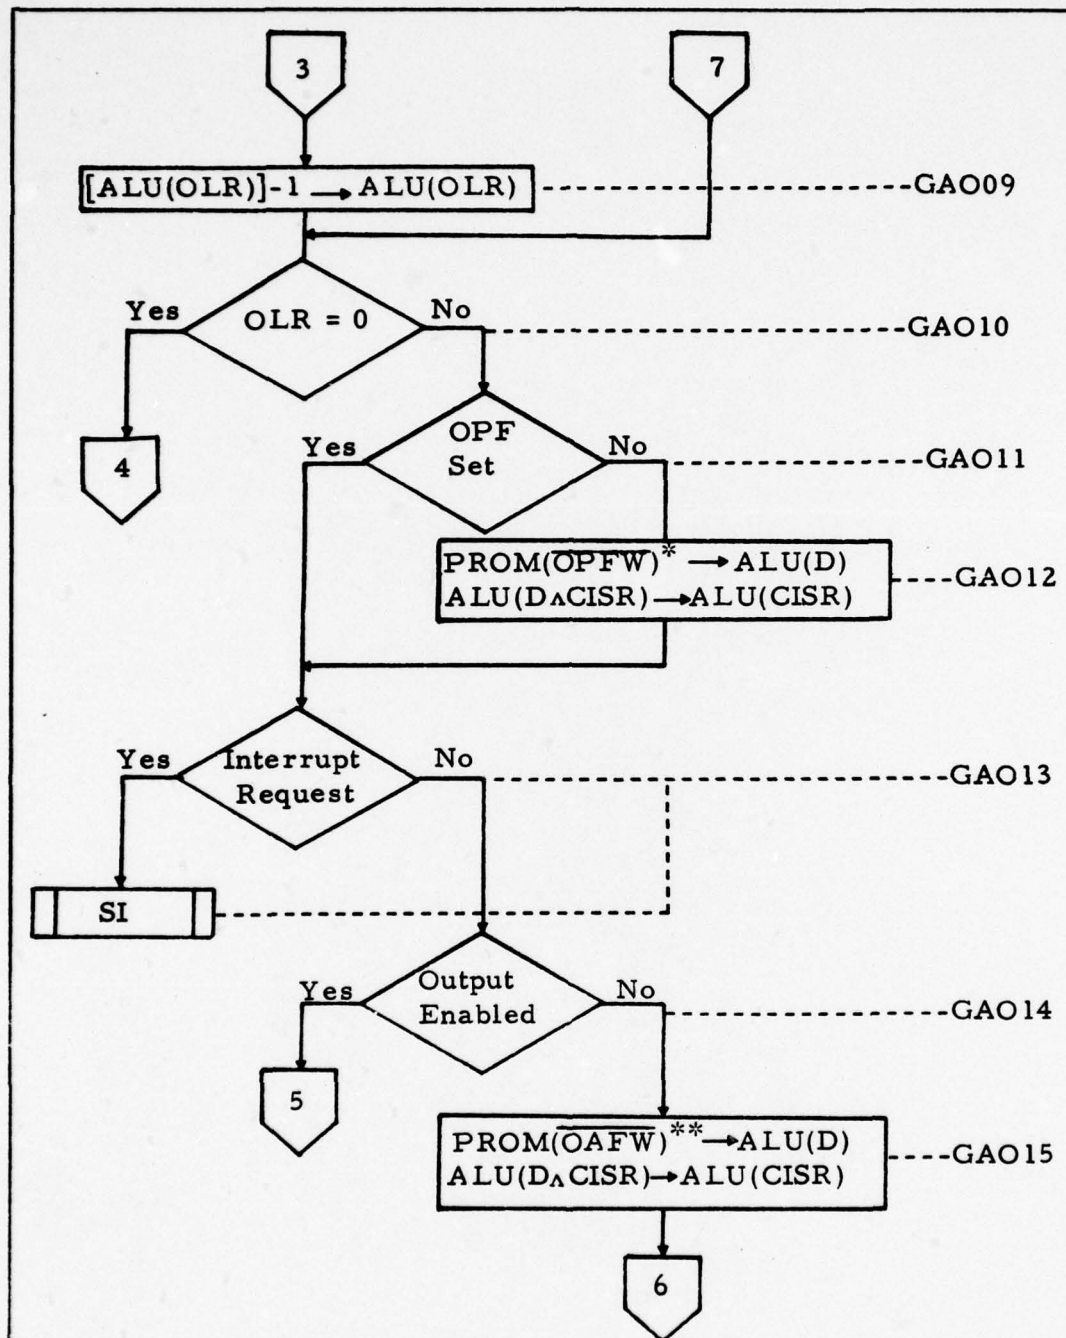 3
7
[ALU(OLR)]-1 → ALU(OLR)
GAO09
Yes
OLR = 0
No
GAO10
4
Yes
OPF
Set
No
GAO11
PROM(O̅P̅F̅W̅)* → ALU(D)
ALU(D∧CISR) → ALU(CISR)
GAO12
Yes
Interrupt
Request
No
GAO13
SI
Yes
Output
Enabled
No
GAO14
5
PROM(O̅A̅F̅W̅)** → ALU(D)
ALU(D∧CISR) → ALU(CISR)
GAO15
6